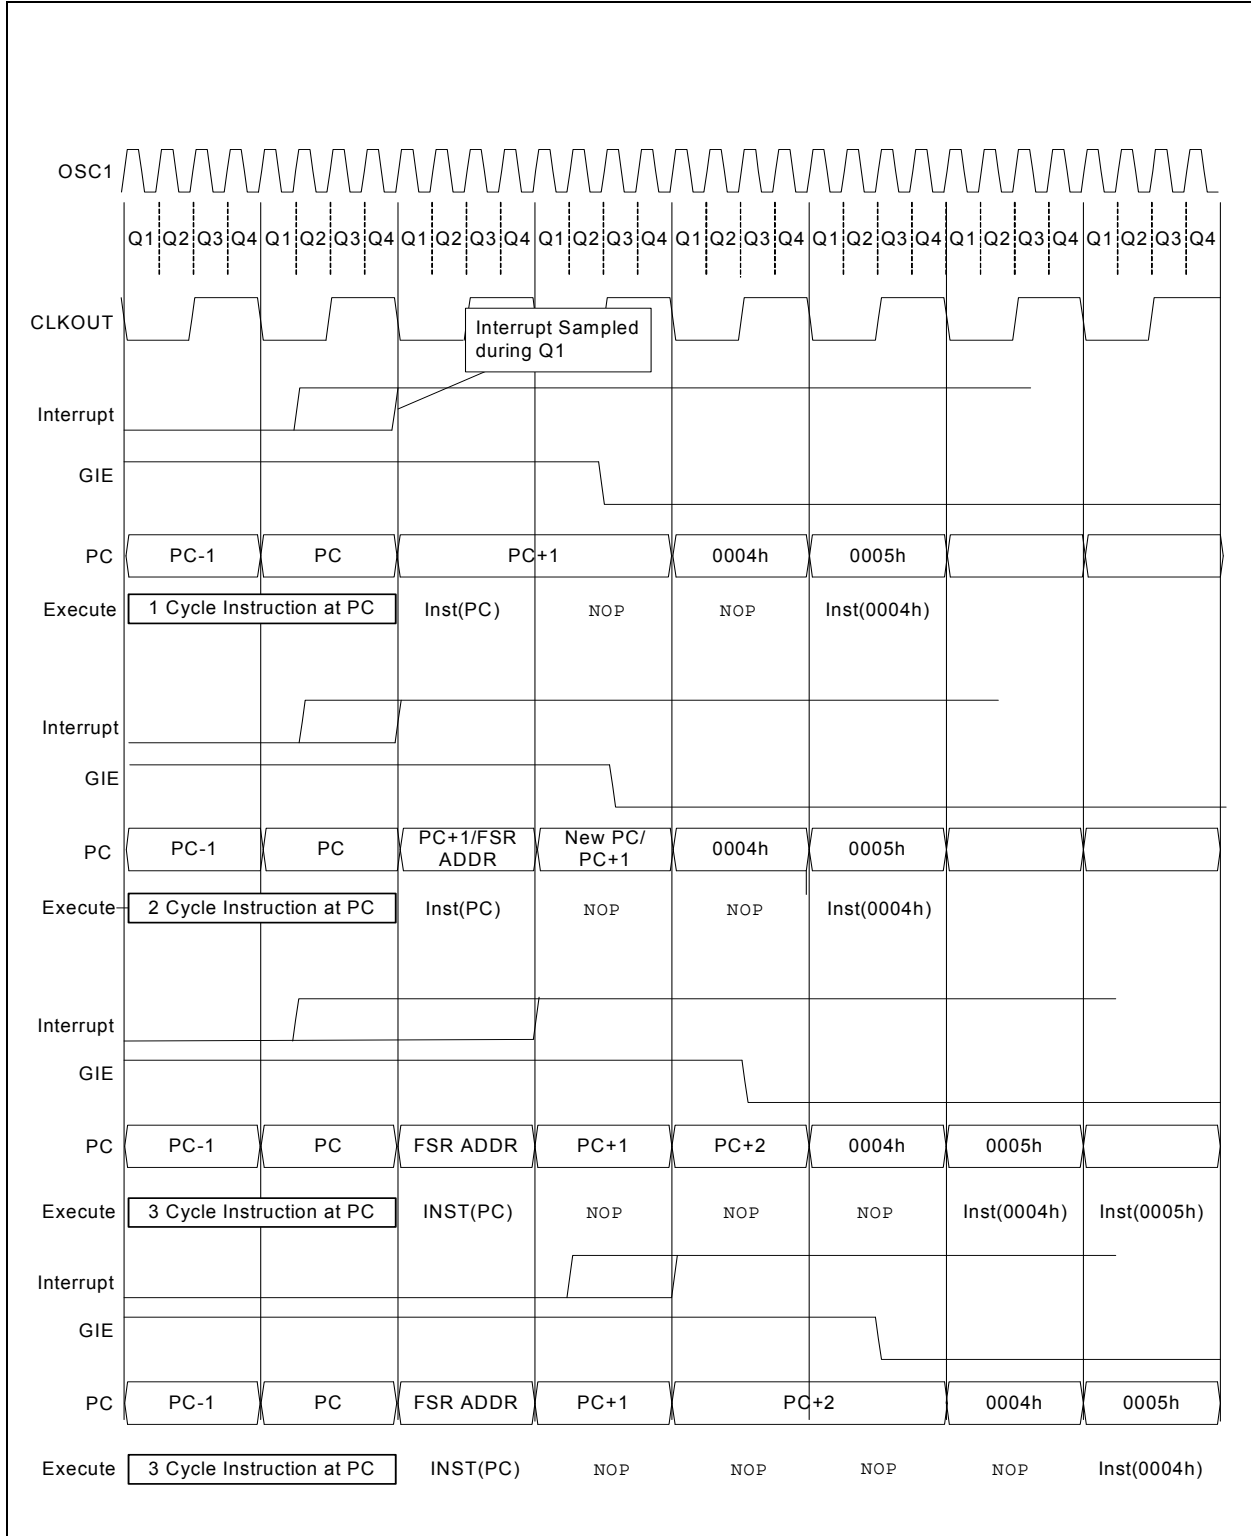 OSC1
Q1 Q2 Q3 Q4 Q1 Q2 Q3 Q4 Q1 Q2 Q3 Q4 Q1 Q2 Q3 Q4 Q1 Q2 Q3 Q4 Q1 Q2 Q3 Q4 Q1 Q2 Q3 Q4 Q1 Q2 Q3 Q4
CLKOUT
Interrupt Sampled
during Q1
Interrupt
GIE
PC PC-1 PC PC+1 0004h 0005h
Execute 1 Cycle Instruction at PC Inst(PC) NOP NOP Inst(0004h)
Interrupt
GIE
PC PC-1 PC PC+1/FSR ADDR New PC/ PC+1 0004h 0005h
Execute 2 Cycle Instruction at PC Inst(PC) NOP NOP Inst(0004h)
Interrupt
GIE
PC PC-1 PC FSR ADDR PC+1 PC+2 0004h 0005h
Execute 3 Cycle Instruction at PC INST(PC) NOP NOP NOP Inst(0004h) Inst(0005h)
Interrupt
GIE
PC PC-1 PC FSR ADDR PC+1 PC+2 0004h 0005h
Execute 3 Cycle Instruction at PC INST(PC) NOP NOP NOP NOP Inst(0004h)